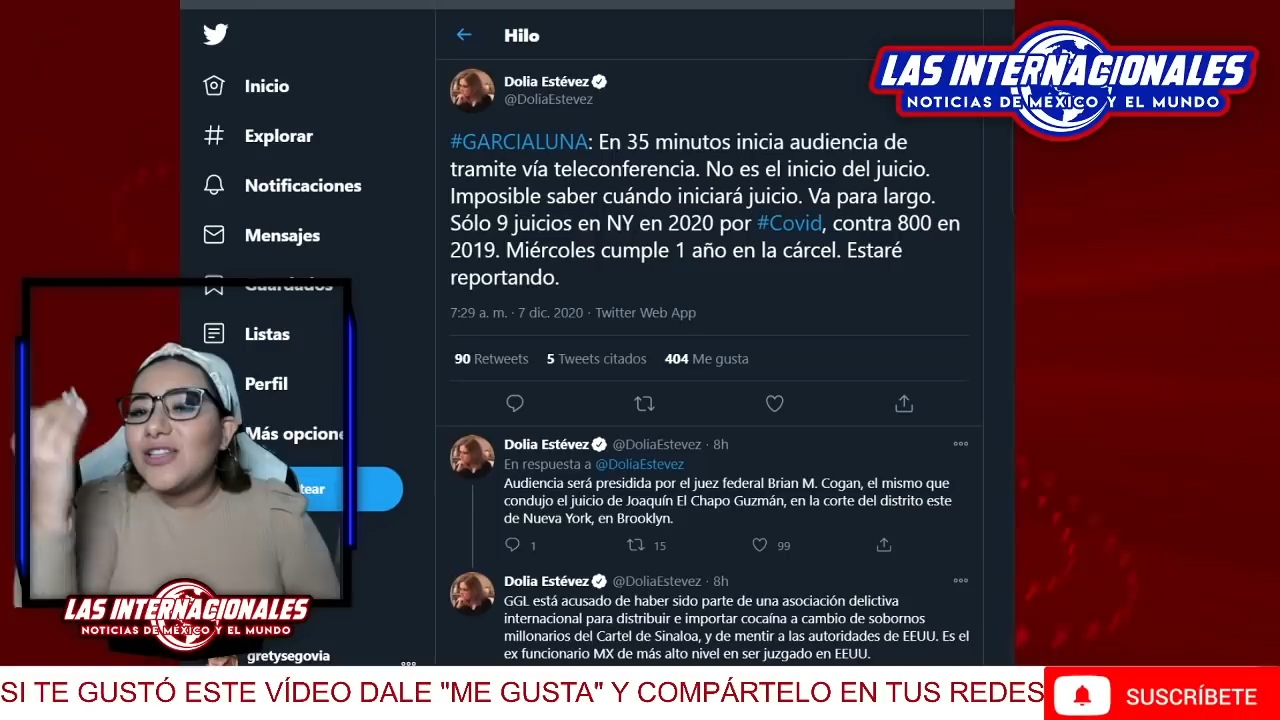 Hilo
Inicio
Explorar
Notificaciones
Mensajes
Guardados
Listas
Perfil
Más opcione
tear
gretysegovia
Dolia Estévez
@DoliaEstevez
#GARCIALUNA: En 35 minutos inicia audiencia de
tramite vía teleconferencia. No es el inicio del juicio.
Imposible saber cuándo iniciará juicio. Va para largo.
Sólo 9 juicios en NY en 2020 por #Covid, contra 800 en
2019. Miércoles cumple 1 año en la cárcel. Estaré
reportando.
7:29 a. m. · 7 dic. 2020 · Twitter Web App
90 Retweets 5 Tweets citados 404 Me gusta
Dolia Estévez @DoliaEstevez · 8h
En respuesta a @DoliaEstevez
Audiencia será presidida por el juez federal Brian M. Cogan, el mismo que
condujo el juicio de Joaquín El Chapo Guzmán, en la corte del distrito este
de Nueva York, en Brooklyn.
1 15 99
Dolia Estévez @DoliaEstevez · 8h
GGL está acusado de haber sido parte de una asociación delictiva
internacional para distribuir e importar cocaína a cambio de sobornos
millonarios del Cartel de Sinaloa, y de mentir a las autoridades de EEUU. Es el
ex funcionario MX de más alto nivel en ser juzgado en EEUU.
LAS INTERNACIONALES
NOTICIAS DE MÉXICO Y EL MUNDO
LAS INTERNACIONALES
NOTICIAS DE MÉXICO Y EL MUNDO
SI TE GUSTÓ ESTE VÍDEO DALE "ME GUSTA" Y COMPÁRTELO EN TUS REDES
SUSCRÍBETE